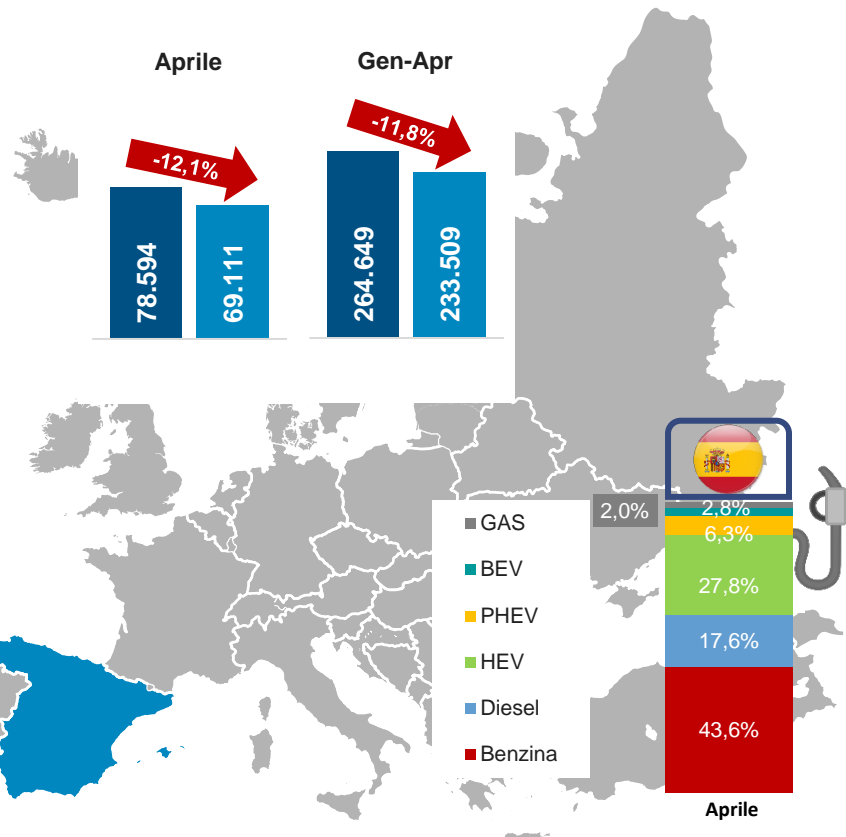 Aprile
Gen-Apr
-12,1%
-11,8%
78.594
69.111
264.649
233.509
GAS
BEV
PHEV
HEV
Diesel
Benzina
2,0%
2,8%
6,3%
27,8%
17,6%
43,6%
Aprile